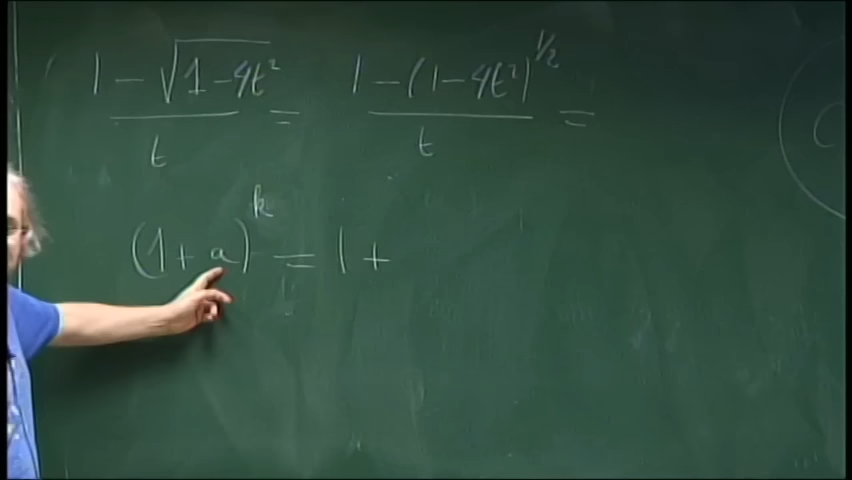 1 - √(1-4t²) / t = 1 - (1-4t²)^{1/2} / t =
(1 + a)^k = 1 +
C